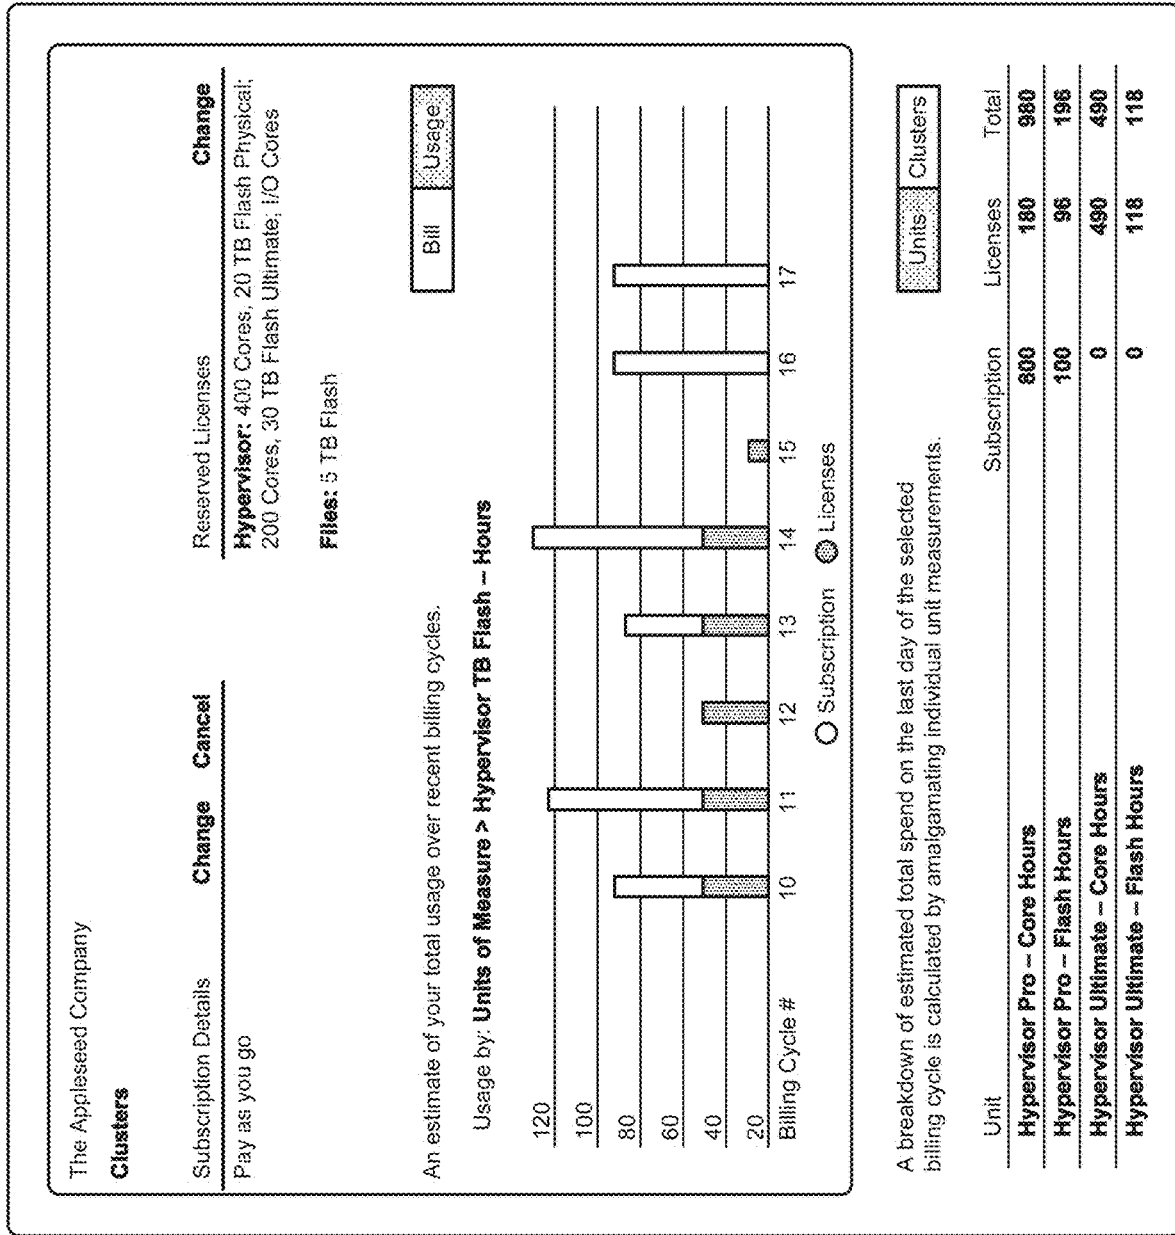 The Appleseed Company
Clusters
Subscription Details Change Cancel
Pay as you go
Reserved Licenses Change
Hypervisor: 400 Cores, 20 TB Flash Physical;
200 Cores, 30 TB Flash Ultimate; I/O Cores
Files: 5 TB Flash
An estimate of your total usage over recent billing cycles.
Bill Usage
Usage by: Units of Measure > Hypervisor TB Flash – Hours
120
100
80
60
40
20
Billing Cycle # 10 11 12 13 14 15 16 17
Subscription Licenses
A breakdown of estimated total spend on the last day of the selected
billing cycle is calculated by amalgamating individual unit measurements.
Units Clusters
Unit Subscription Licenses Total
Hypervisor Pro – Core Hours 800 180 980
Hypervisor Pro – Flash Hours 100 96 196
Hypervisor Ultimate – Core Hours 0 490 490
Hypervisor Ultimate – Flash Hours 0 118 118